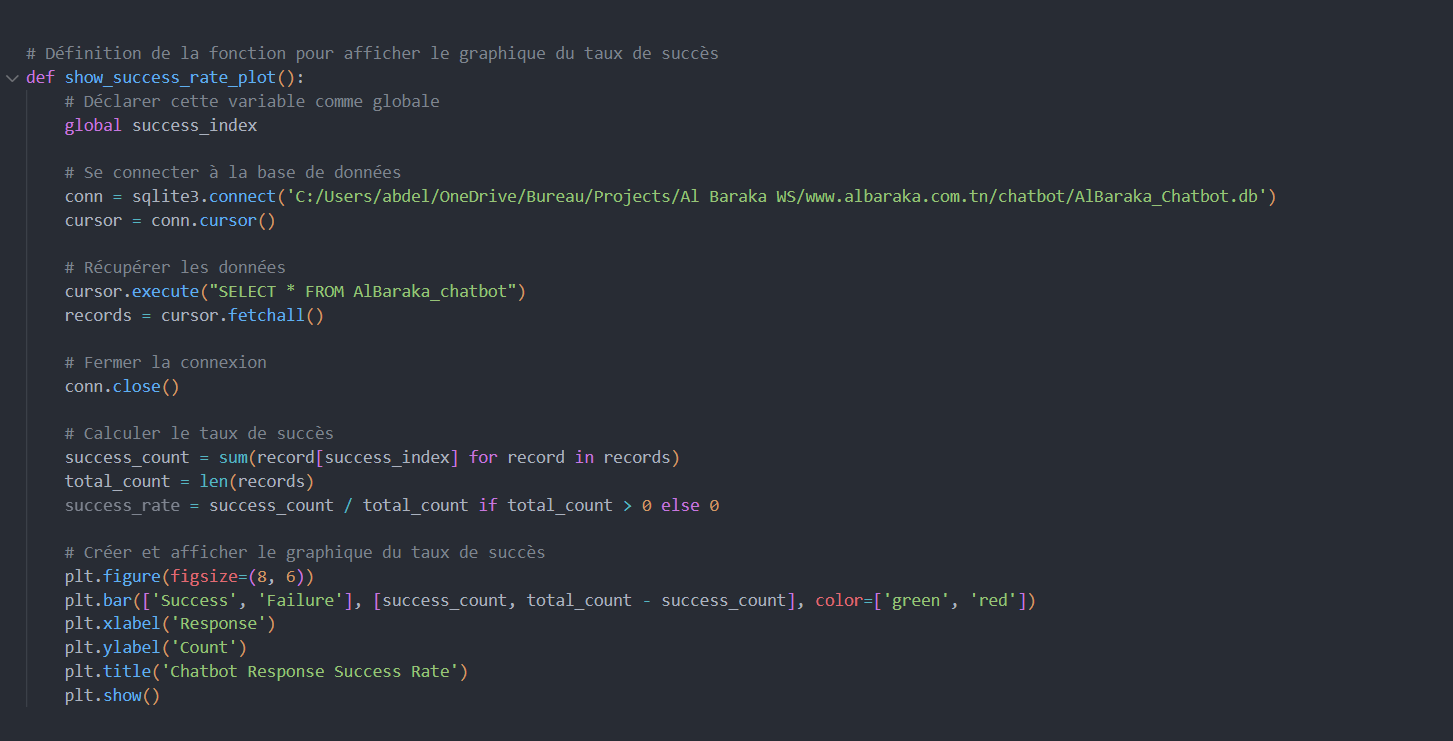 # Définition de la fonction pour afficher le graphique du taux de succès
def show_success_rate_plot():
    # Déclarer cette variable comme globale
    global success_index

    # Se connecter à la base de données
    conn = sqlite3.connect('C:/Users/abdel/OneDrive/Bureau/Projects/Al Baraka WS/www.albaraka.com.tn/chatbot/AlBaraka_Chatbot.db')
    cursor = conn.cursor()

    # Récupérer les données
    cursor.execute("SELECT * FROM AlBaraka_chatbot")
    records = cursor.fetchall()

    # Fermer la connexion
    conn.close()

    # Calculer le taux de succès
    success_count = sum(record[success_index] for record in records)
    total_count = len(records)
    success_rate = success_count / total_count if total_count > 0 else 0

    # Créer et afficher le graphique du taux de succès
    plt.figure(figsize=(8, 6))
    plt.bar(['Success', 'Failure'], [success_count, total_count - success_count], color=['green', 'red'])
    plt.xlabel('Response')
    plt.ylabel('Count')
    plt.title('Chatbot Response Success Rate')
    plt.show()